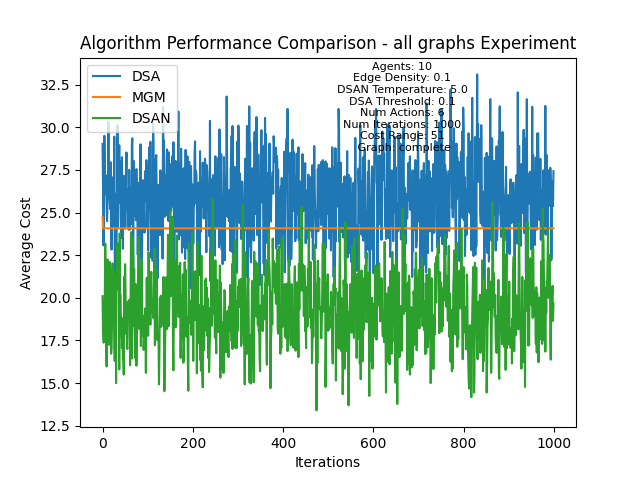 Algorithm Performance Comparison - all graphs Experiment
DSA
MGM
DSAN
Agents: 10
Edge Density: 0.1
DSAN Temperature: 5.0
DSA Threshold: 0.1
Num Actions: 6
Num Iterations: 1000
Cost Range: 51
Graph: complete
Average Cost
32.5
30.0
27.5
25.0
22.5
20.0
17.5
15.0
12.5
0
200
400
600
800
1000
Iterations